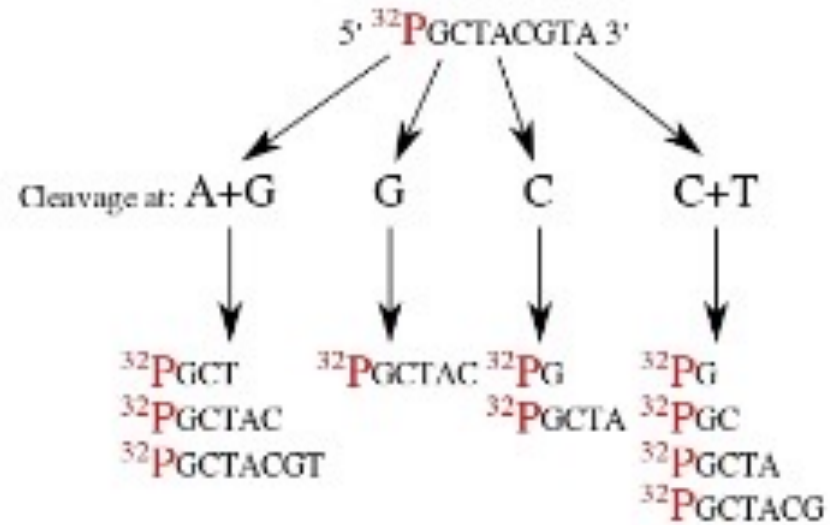 5' ³²PGCTACGTA 3'
Cleavage at: A+G G C C+T
³²PGCT ³²PGCTAC ³²PG ³²PG
³²PGCTAC ³²PGCTA ³²PGC
³²PGCTACGT ³²PGCTA
³²PGCTACG